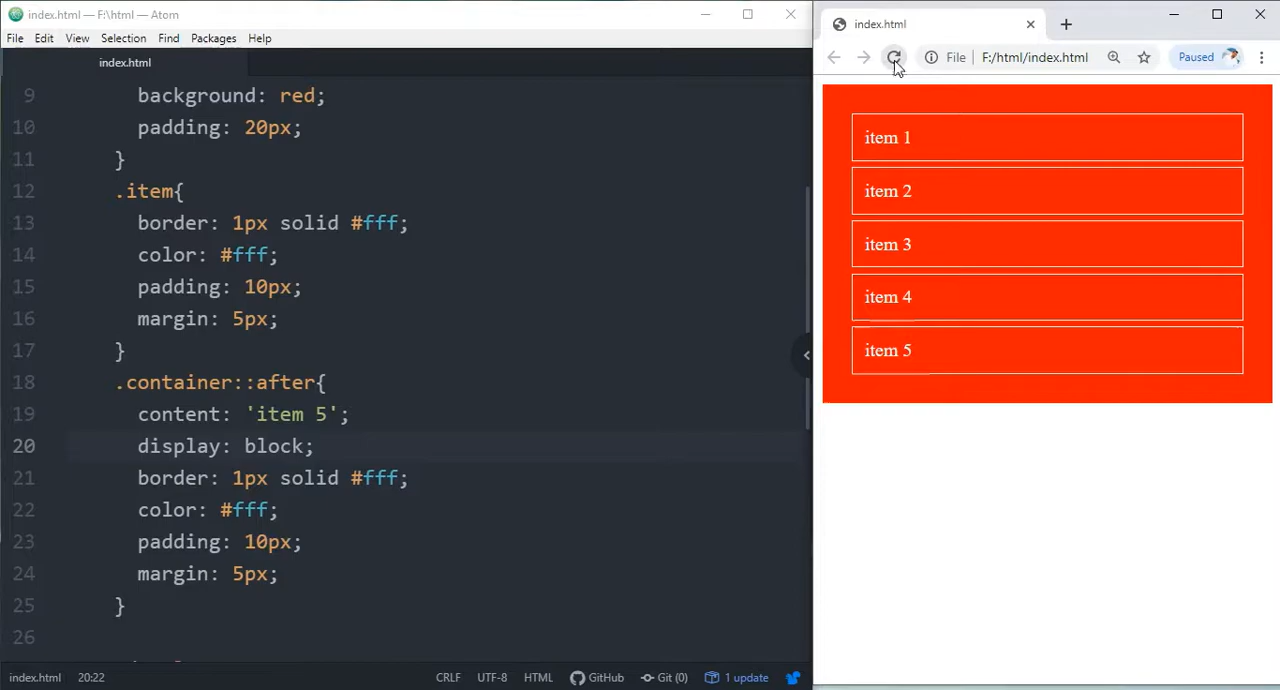 index.html — F:\html — Atom
File Edit View Selection Find Packages Help
index.html
9 background: red;
10 padding: 20px;
11 }
12 .item{
13 border: 1px solid #fff;
14 color: #fff;
15 padding: 10px;
16 margin: 5px;
17 }
18 .container::after{
19 content: 'item 5';
20 display: block;
21 border: 1px solid #fff;
22 color: #fff;
23 padding: 10px;
24 margin: 5px;
25 }
26
index.html 20:22 CRLF UTF-8 HTML GitHub Git (0) 1 update
index.html
File F:/html/index.html Paused
item 1
item 2
item 3
item 4
item 5